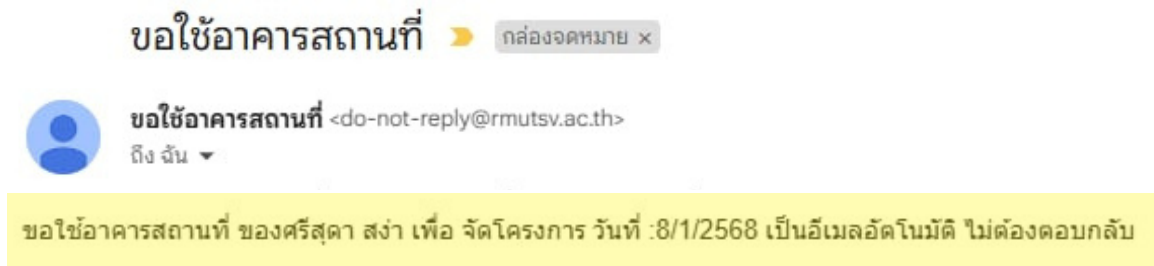 ขอใช้อาคารสถานที่ กล่องจดหมาย ×
ขอใช้อาคารสถานที่ <do-not-reply@rmutsv.ac.th>
ถึง ฉัน
ขอใช้อาคารสถานที่ ของศรีสุดา สง่า เพื่อ จัดโครงการ วันที่ :8/1/2568 เป็นอีเมลอัตโนมัติ ไม่ต้องตอบกลับ